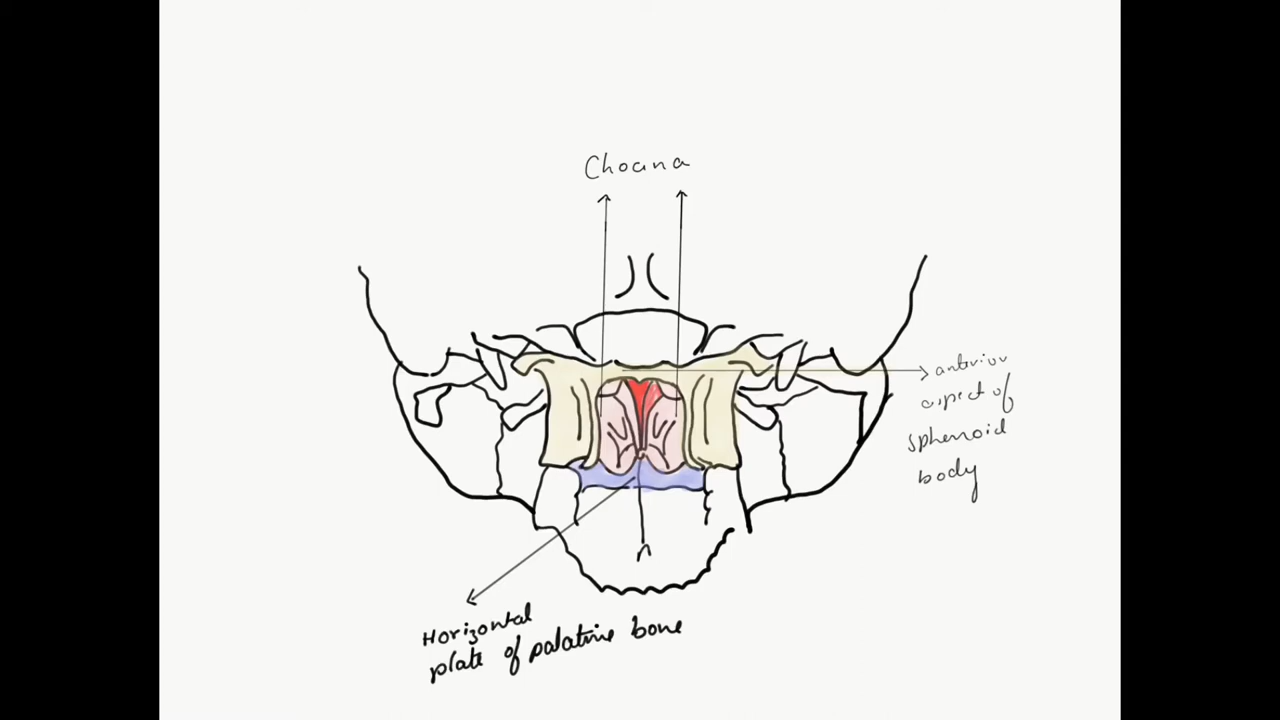 Choana
anterior
aspect of
sphenoid
body
Horizontal
plate of palatine bone